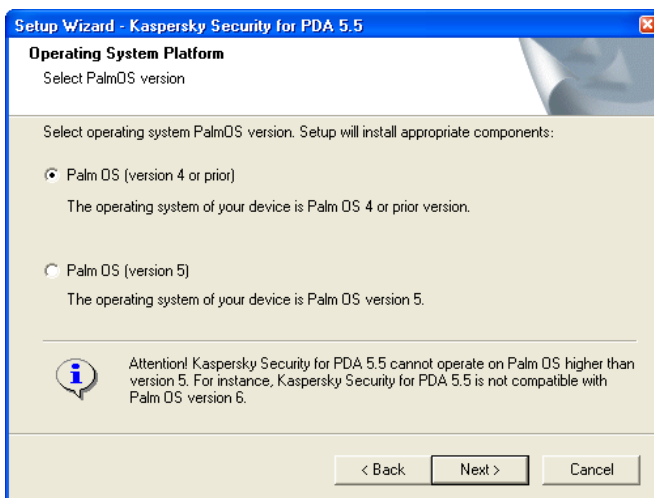 Setup Wizard - Kaspersky Security for PDA 5.5
Operating System Platform
Select PalmOS version
Select operating system PalmOS version. Setup will install appropriate components:
Palm OS (version 4 or prior)
The operating system of your device is Palm OS 4 or prior version.
Palm OS (version 5)
The operating system of your device is Palm OS version 5.
Attention! Kaspersky Security for PDA 5.5 cannot operate on Palm OS higher than
version 5. For instance, Kaspersky Security for PDA 5.5 is not compatible with
Palm OS version 6.
< Back Next > Cancel